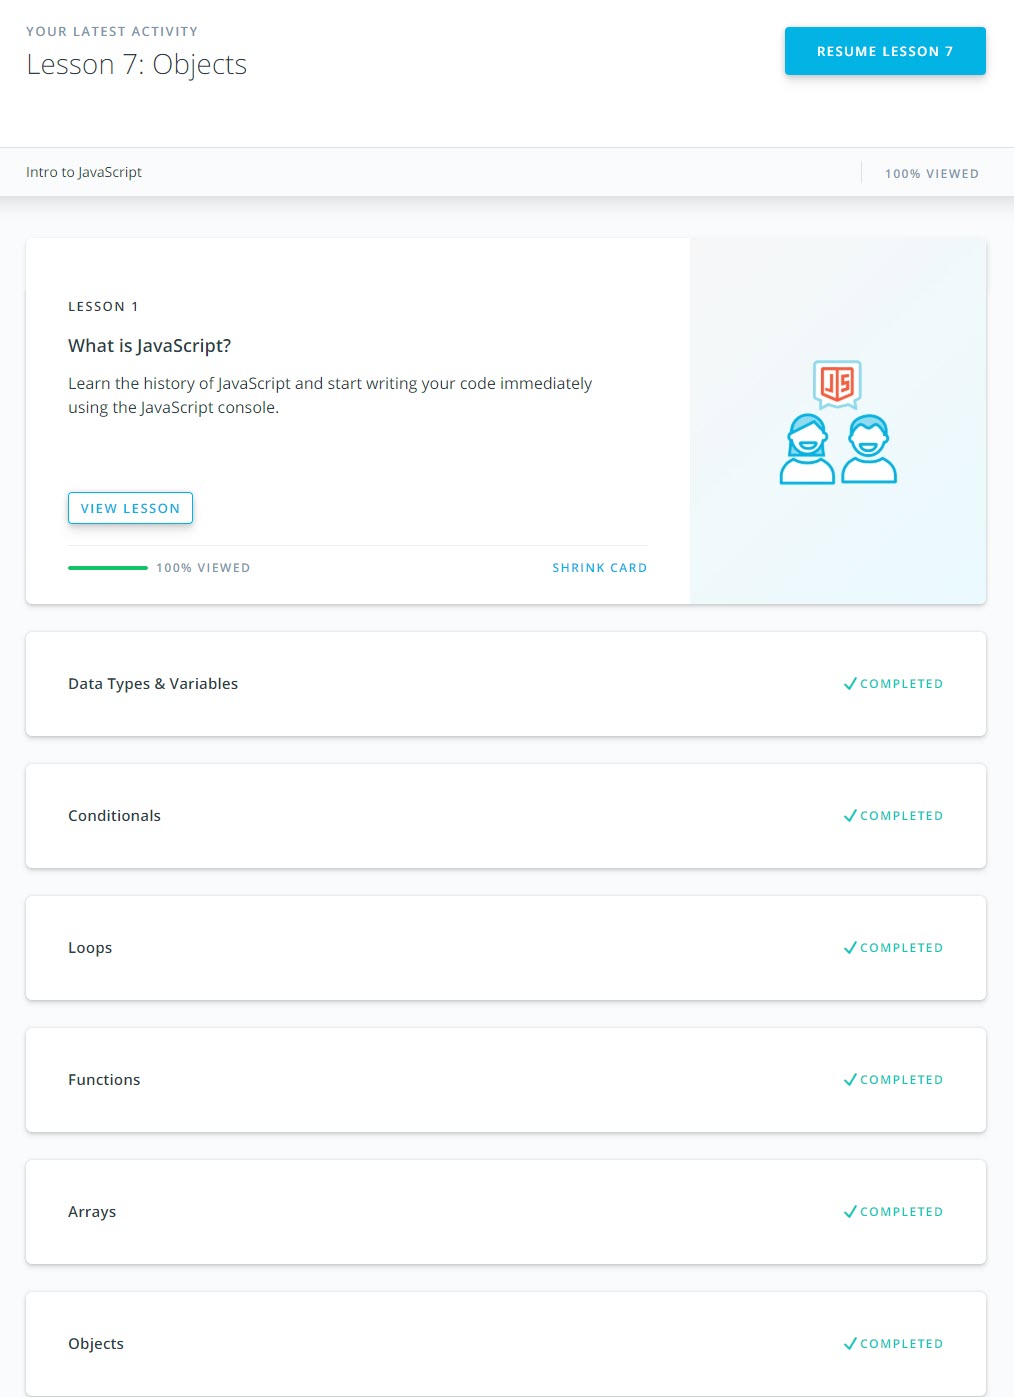 YOUR LATEST ACTIVITY
Lesson 7: Objects
RESUME LESSON 7
Intro to JavaScript
100% VIEWED
LESSON 1
What is JavaScript?
Learn the history of JavaScript and start writing your code immediately
using the JavaScript console.
JS
VIEW LESSON
100% VIEWED
SHRINK CARD
Data Types & Variables
COMPLETED
Conditionals
COMPLETED
Loops
COMPLETED
Functions
COMPLETED
Arrays
COMPLETED
Objects
COMPLETED